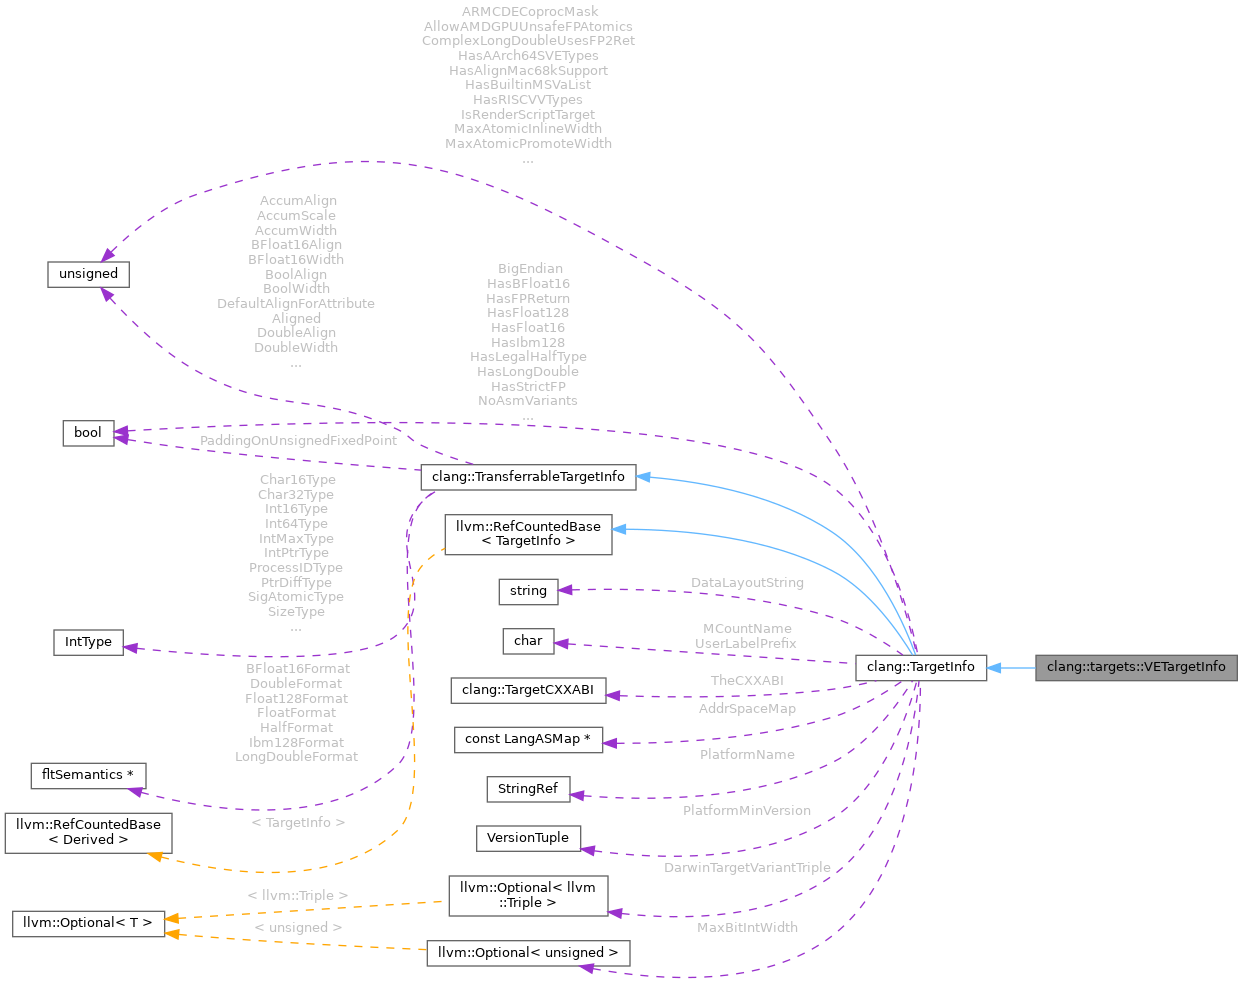 ARMCDECoprocMask
AllowAMDGPUUnsafeFPAtomics
ComplexLongDoubleUsesFP2Ret
HasAArch64SVETypes
HasAlignMac68kSupport
HasBuiltinMSVaList
HasRISCVVTypes
IsRenderScriptTarget
MaxAtomicInlineWidth
MaxAtomicPromoteWidth
...
AccumAlign
AccumScale
AccumWidth
BFloat16Align
BFloat16Width
BoolAlign
BoolWidth
DefaultAlignForAttribute
Aligned
DoubleAlign
DoubleWidth
...
unsigned
BigEndian
HasBFloat16
HasFPReturn
HasFloat128
HasFloat16
HasIbm128
HasLegalHalfType
HasLongDouble
HasStrictFP
NoAsmVariants
...
bool
PaddingOnUnsignedFixedPoint
clang::TransferrableTargetInfo
Char16Type
Char32Type
Int16Type
Int64Type
IntMaxType
IntPtrType
ProcessIDType
PtrDiffType
SigAtomicType
SizeType
...
llvm::RefCountedBase
< TargetInfo >
string
DataLayoutString
char
MCountName
UserLabelPrefix
IntType
clang::TargetInfo
clang::targets::VETargetInfo
BFloat16Format
DoubleFormat
Float128Format
FloatFormat
HalfFormat
Ibm128Format
LongDoubleFormat
clang::TargetCXXABI
TheCXXABI
const LangASMap *
AddrSpaceMap
fltSemantics *
StringRef
PlatformName
llvm::RefCountedBase
< Derived >
< TargetInfo >
VersionTuple
PlatformMinVersion
llvm::Optional< llvm
::Triple >
DarwinTargetVariantTriple
< llvm::Triple >
llvm::Optional< T >
< unsigned >
llvm::Optional< unsigned >
MaxBitIntWidth